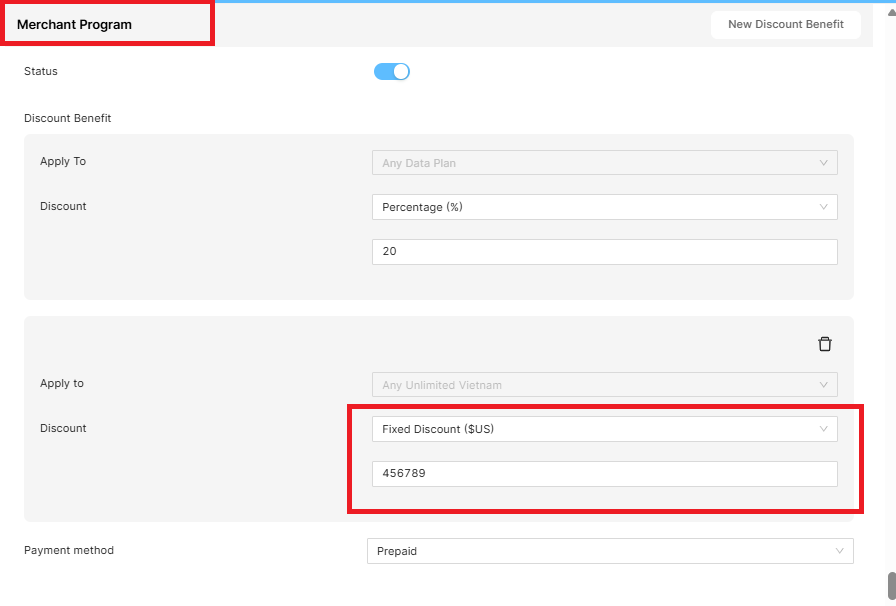 Merchant Program
New Discount Benefit
Status
Discount Benefit
Apply To
Any Data Plan
Discount
Percentage (%)
20
Apply to
Any Unlimited Vietnam
Discount
Fixed Discount ($US)
456789
Payment method
Prepaid